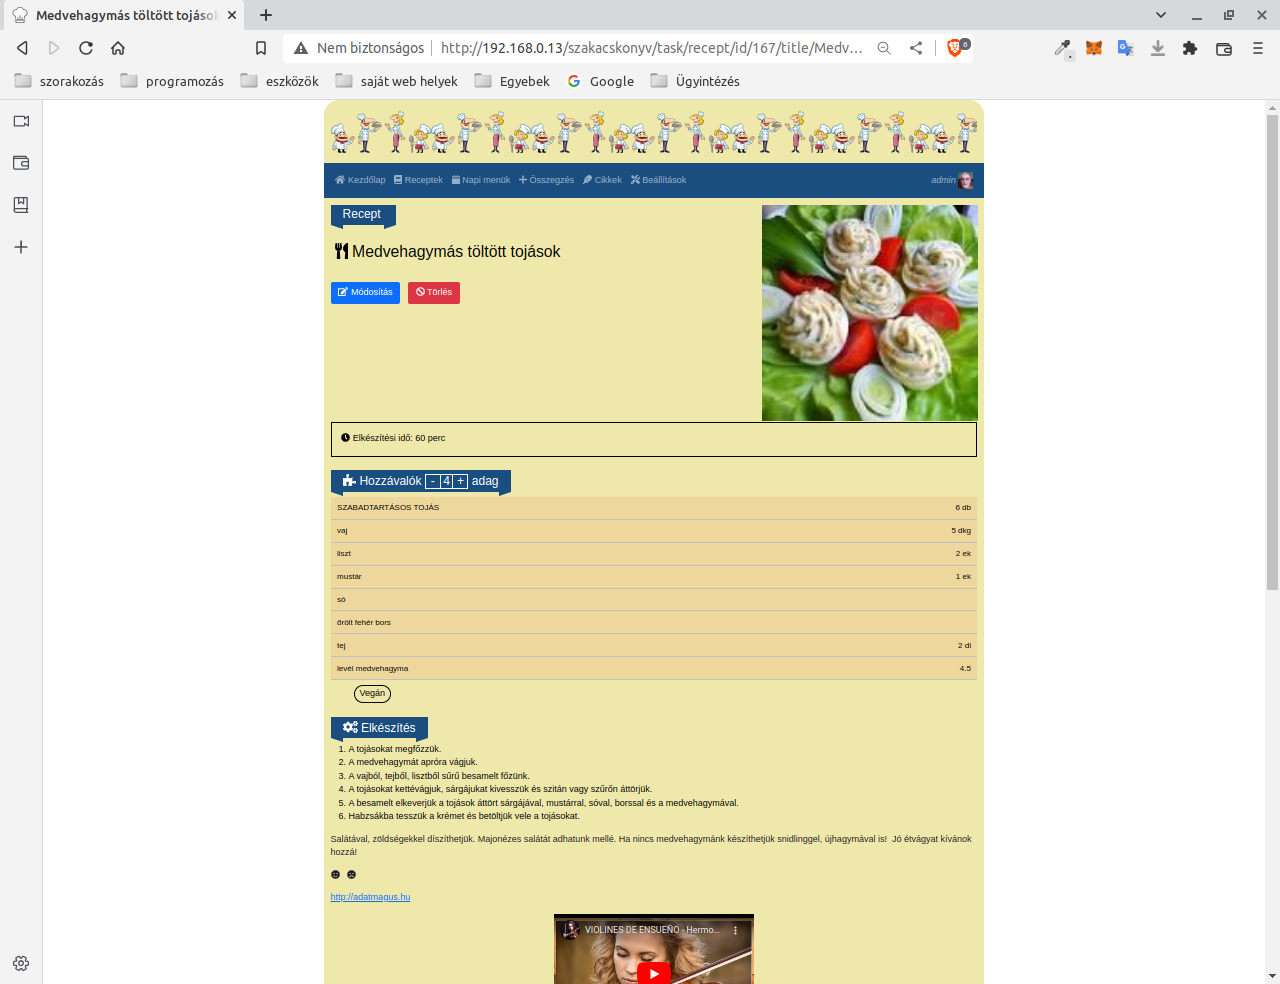 Medvehagymás töltött tojások
Nem biztonságos
http://192.168.0.13/szakacskonyv/task/recept/id/167/title/Medv…
6
szorakozás
programozás
eszközök
saját web helyek
Egyebek
Google
Ügyintézés
Kezdőlap
Receptek
Napi menük
Összegzés
Cikkek
Beállítások
admin
Recept
Medvehagymás töltött tojások
Módosítás
Törlés
Elkészítési idő: 60 perc
Hozzávalók - 4 + adag
SZABADTARTÁSOS TOJÁS 6 db
vaj 5 dkg
liszt 2 ek
mustár 1 ek
só
őrölt fehér bors
tej 2 dl
levél medvehagyma 4.5
Vegán
Elkészítés
1. A tojásokat megfőzzük.
2. A medvehagymát apróra vágjuk.
3. A vajból, tejből, lisztből sűrű besamelt főzünk.
4. A tojásokat kettévágjuk, sárgájukat kivesszük és szitán vagy szűrőn áttörjük.
5. A besamelt elkeverjük a tojások áttört sárgájával, mustárral, sóval, borssal és a medvehagymával.
6. Habzsákba tesszük a krémet és betöltjük vele a tojásokat.
Salátával, zöldségekkel díszíthetjük. Majonézes salátát adhatunk mellé. Ha nincs medvehagymánk készíthetjük snidlinggel, újhagymával is! Jó étvágyat kívánok
hozzá!
http://adatmagus.hu
VIOLINES DE ENSUEÑO - Hermo…